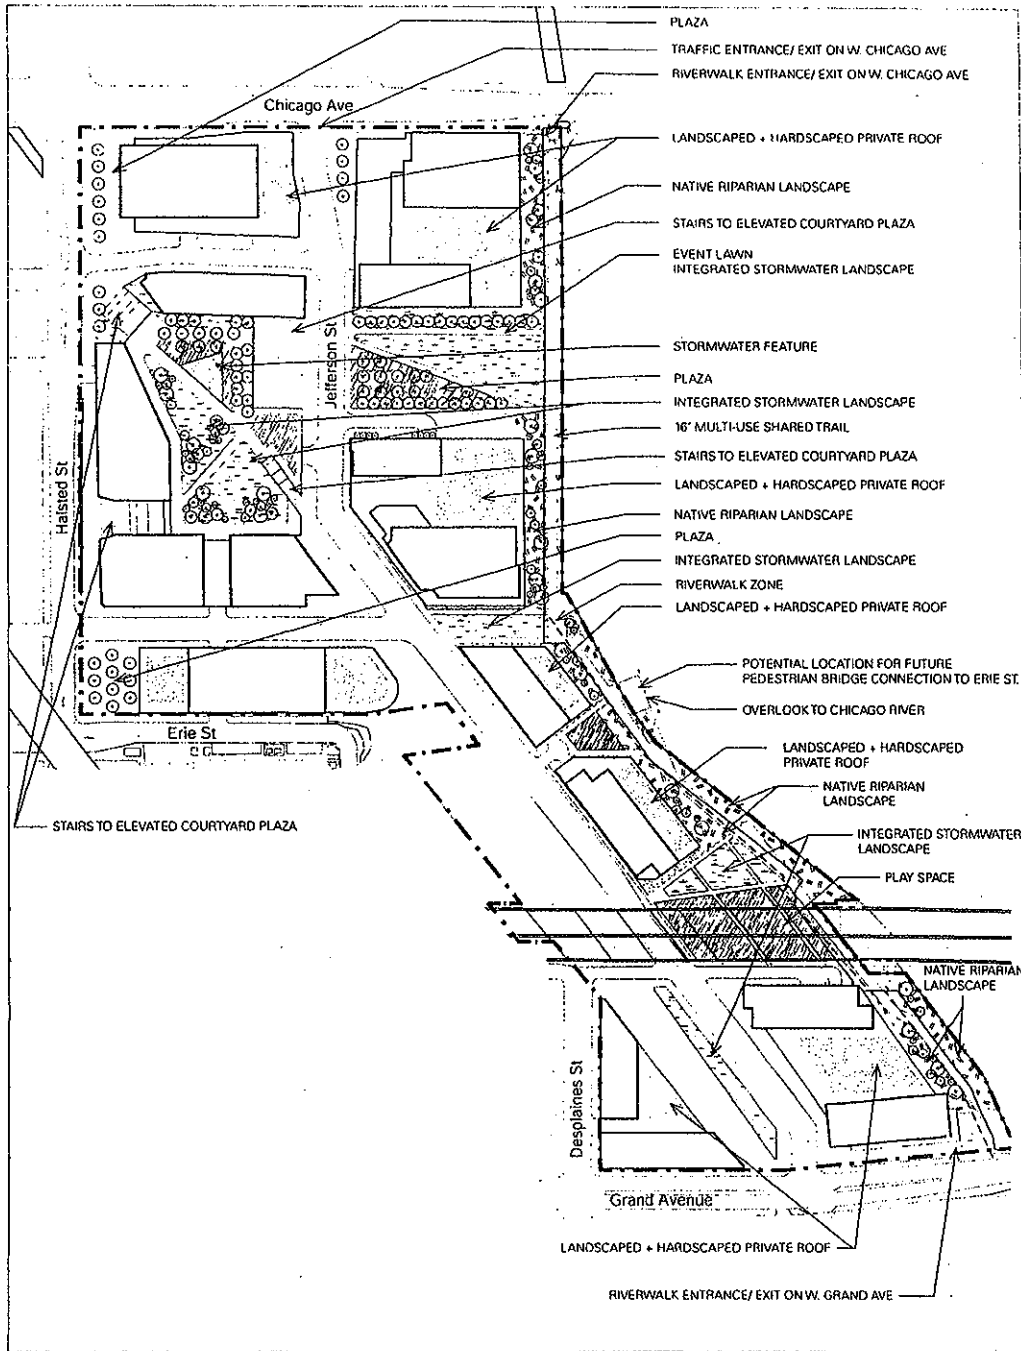 PLAZA
TRAFFIC ENTRANCE/ EXIT ON W. CHICAGO AVE
RIVERWALK ENTRANCE/ EXIT ON W. CHICAGO AVE
Chicago Ave
LANDSCAPED + HARDSCAPED PRIVATE ROOF
NATIVE RIPARIAN LANDSCAPE
STAIRS TO ELEVATED COURTYARD PLAZA
EVENT LAWN
INTEGRATED STORMWATER LANDSCAPE
Jefferson St
STORMWATER FEATURE
PLAZA
INTEGRATED STORMWATER LANDSCAPE
16' MULTI-USE SHARED TRAIL
STAIRS TO ELEVATED COURTYARD PLAZA
Halsted St
LANDSCAPED + HARDSCAPED PRIVATE ROOF
NATIVE RIPARIAN LANDSCAPE
PLAZA
INTEGRATED STORMWATER LANDSCAPE
RIVERWALK ZONE
LANDSCAPED + HARDSCAPED PRIVATE ROOF
POTENTIAL LOCATION FOR FUTURE
PEDESTRIAN BRIDGE CONNECTION TO ERIE ST.
OVERLOOK TO CHICAGO RIVER
Erie St
LANDSCAPED + HARDSCAPED
PRIVATE ROOF
NATIVE RIPARIAN
LANDSCAPE
STAIRS TO ELEVATED COURTYARD PLAZA
INTEGRATED STORMWATER
LANDSCAPE
PLAY SPACE
NATIVE RIPARIAN
LANDSCAPE
Desplaines St
Grand Avenue
LANDSCAPED + HARDSCAPED PRIVATE ROOF
RIVERWALK ENTRANCE/ EXIT ON W. GRAND AVE